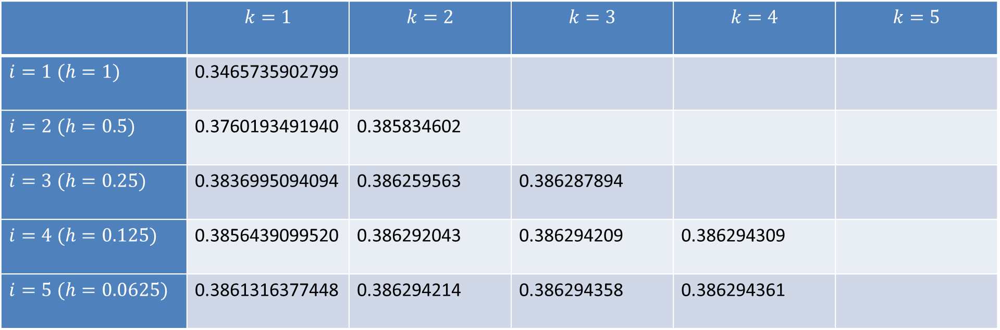 k = 1 k = 2 k = 3 k = 4 k = 5
i = 1 (h = 1) 0.3465735902799
i = 2 (h = 0.5) 0.3760193491940 0.385834602
i = 3 (h = 0.25) 0.3836995094094 0.386259563 0.386287894
i = 4 (h = 0.125) 0.3856439099520 0.386292043 0.386294209 0.386294309
i = 5 (h = 0.0625) 0.3861316377448 0.386294214 0.386294358 0.386294361